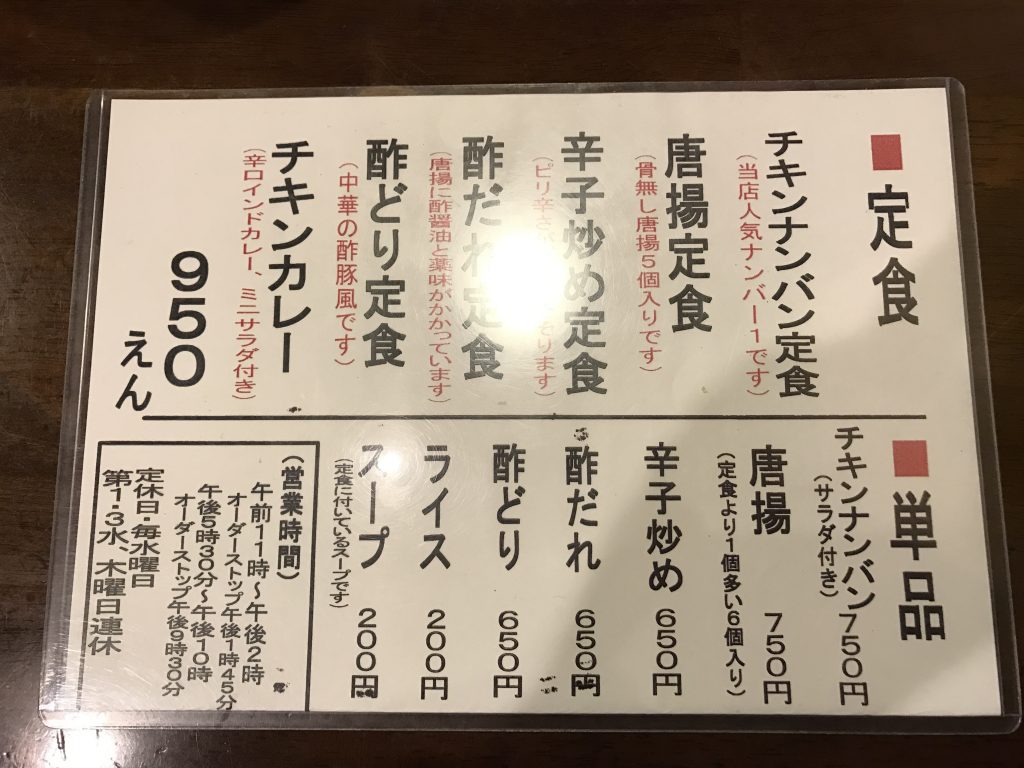 ■定食
チキンナンバン定食
（当店人気ナンバー１です）
唐揚定食
（骨無し唐揚５個入りです）
辛子炒め定食
（ピリ辛さが
ります）
酢だれ定食
（唐揚に酢醤油と薬味がかかっています）
酢どり定食
（中華の酢豚風です）
チキンカレー
（辛口インドカレー、ミニサラダ付き）
９５０
えん
■単品
チキンナンバン７５０円
（サラダ付き）
唐揚 ７５０円
（定食より１個多い６個入り）
辛子炒め ６５０円
酢だれ ６５０円
酢どり ６５０円
ライス ２００円
スープ ２００円
（定食に付いているスープです）
（営業時間）
午前１１時～午後２時
オーダーストップ午後１時４５分
午後５時３０分～午後１０時
オーダーストップ午後９時３０分
定休日・毎水曜日
第１・３水、木曜日連休